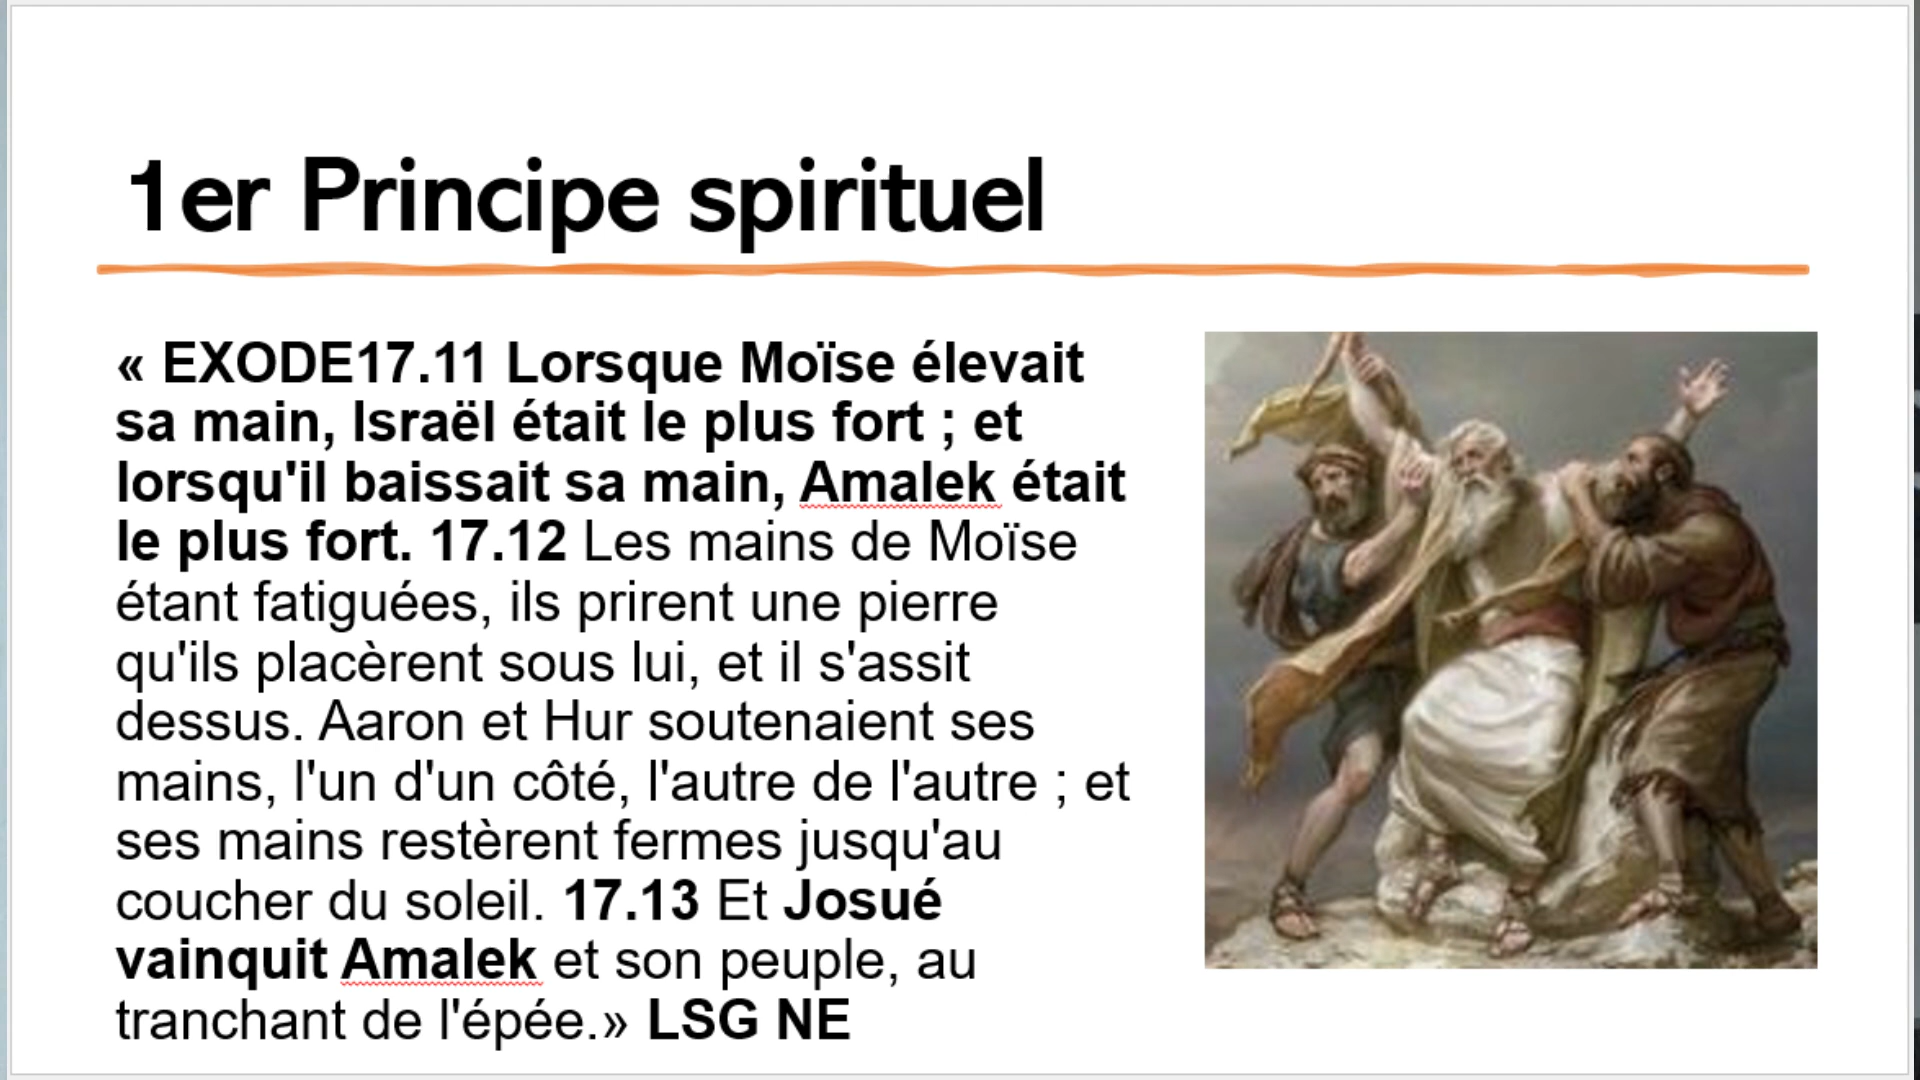 1er Principe spirituel
« EXODE17.11 Lorsque Moïse élevait
sa main, Israël était le plus fort ; et
lorsqu'il baissait sa main, Amalek était
le plus fort. 17.12 Les mains de Moïse
étant fatiguées, ils prirent une pierre
qu'ils placèrent sous lui, et il s'assit
dessus. Aaron et Hur soutenaient ses
mains, l'un d'un côté, l'autre de l'autre ; et
ses mains restèrent fermes jusqu'au
coucher du soleil. 17.13 Et Josué
vainquit Amalek et son peuple, au
tranchant de l'épée.» LSG NE